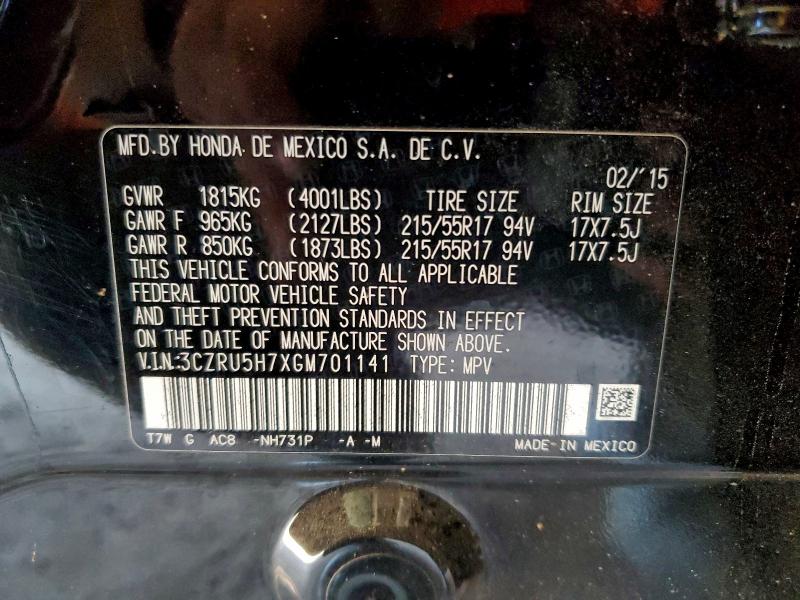 MFD.BY HONDA DE MEXICO S.A. DE C.V.
02/'15
GVWR 1815KG (4001LBS) TIRE SIZE RIM SIZE
GAWR F 965KG (2127LBS) 215/55R17 94V 17X7.5J
GAWR R 850KG (1873LBS) 215/55R17 94V 17X7.5J
THIS VEHICLE CONFORMS TO ALL APPLICABLE
FEDERAL MOTOR VEHICLE SAFETY
AND THEFT PREVENTION STANDARDS IN EFFECT
ON THE DATE OF MANUFACTURE SHOWN ABOVE.
V.I.N.:3CZRU5H7XGM701141 TYPE: MPV
T7W G AC8 -NH731P -A -M MADE-IN MEXICO